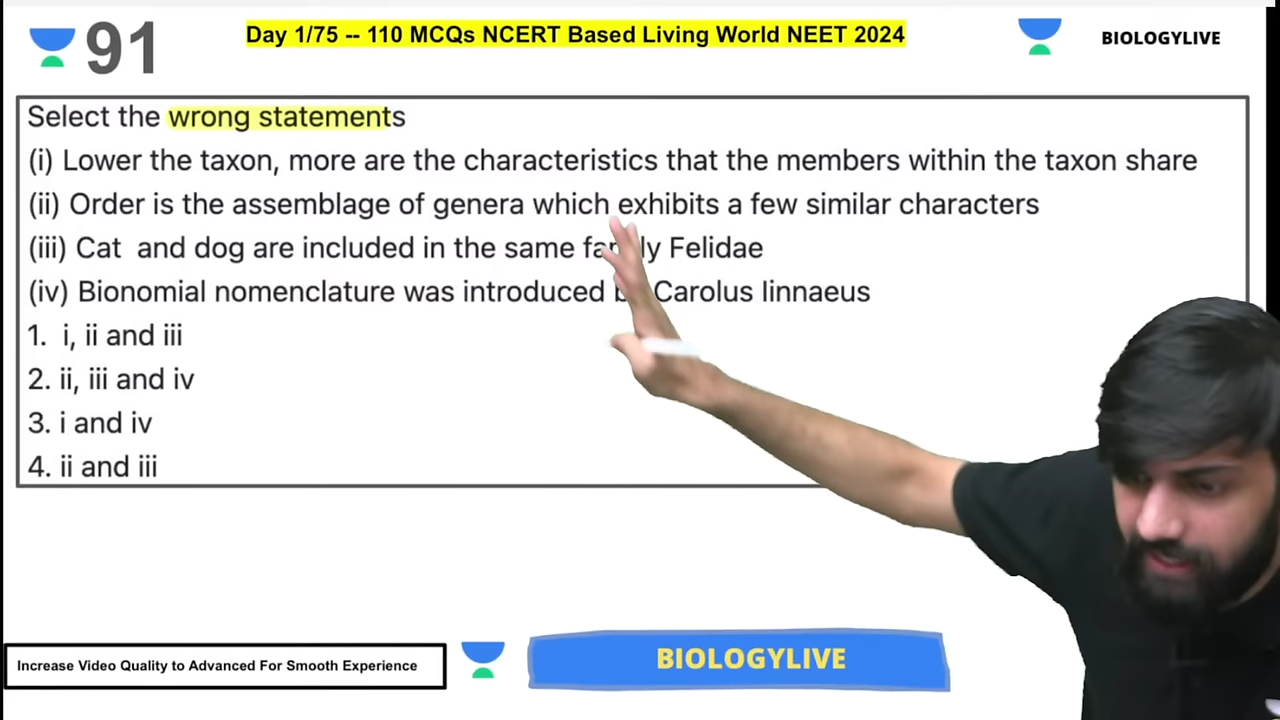 91
Day 1/75 -- 110 MCQs NCERT Based Living World NEET 2024
BIOLOGYLIVE
Select the wrong statements
(i) Lower the taxon, more are the characteristics that the members within the taxon share
(ii) Order is the assemblage of genera which exhibits a few similar characters
(iii) Cat and dog are included in the same Felidae
(iv) Bionomial nomenclature was introduced Carolus linnaeus
1. i, ii and iii
2. ii, iii and iv
3. i and iv
4. ii and iii
Increase Video Quality to Advanced For Smooth Experience
BIOLOGYLIVE